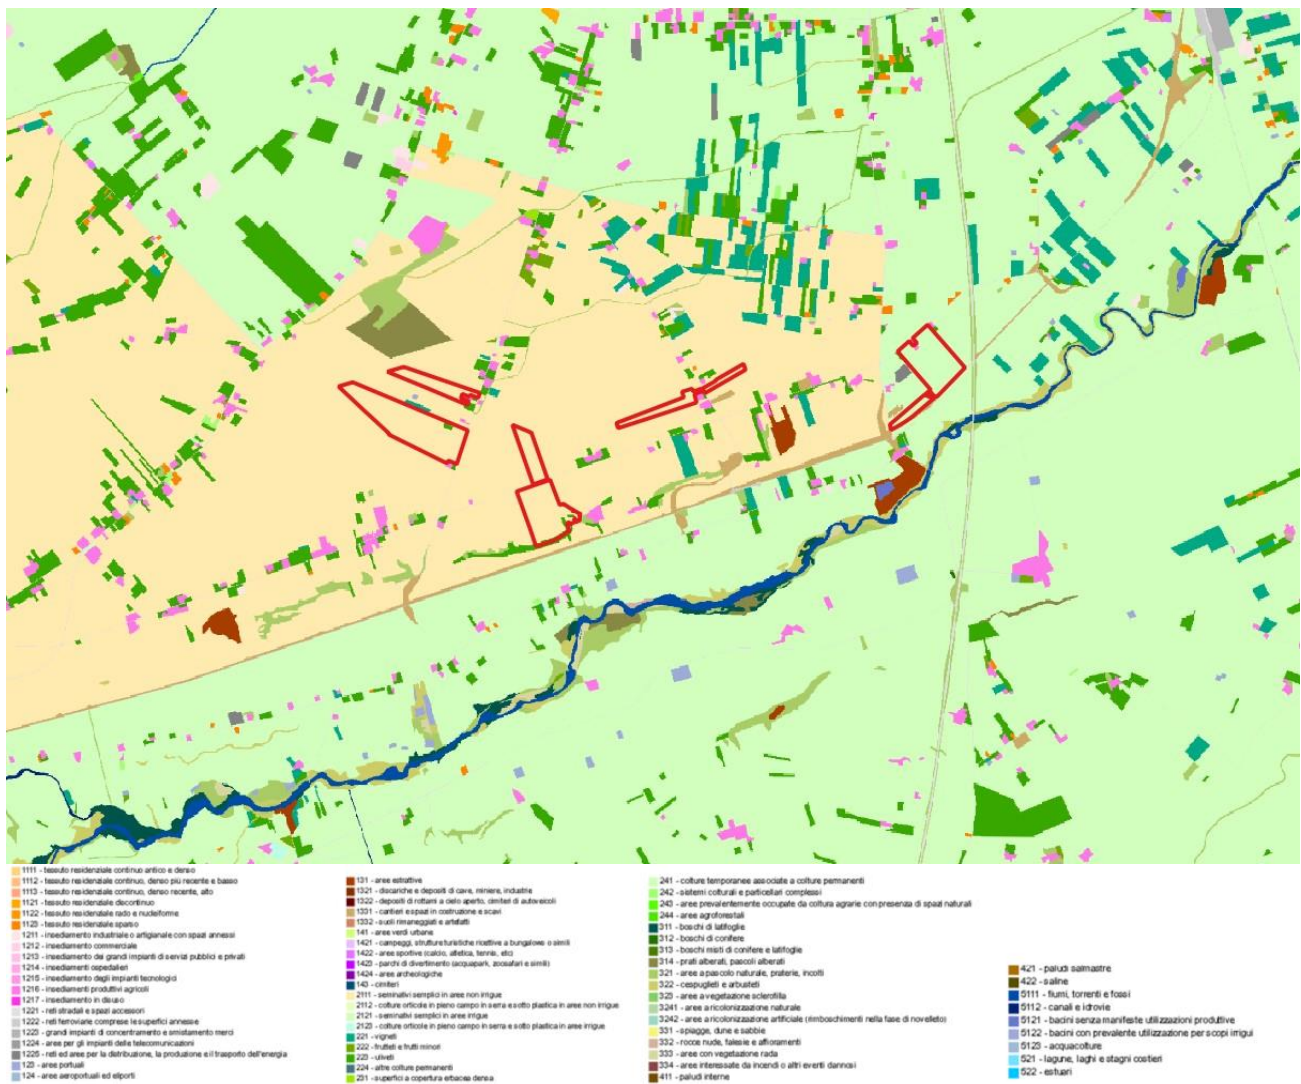 1111 - tessuto residenziale continuo antico e denso
1112 - tessuto residenziale continuo, denso più recente e basso
1113 - tessuto residenziale continuo, denso recente, alto
1121 - tessuto residenziale discontinuo
1122 - tessuto residenziale rado e nucleiforme
1123 - tessuto residenziale sparso
1211 - insediamento industriale o artigianale con spazi annessi
1212 - insediamento commerciale
1213 - insediamento dei grandi impianti di servizi pubblici e privati
1214 - insediamenti ospedalieri
1215 - insediamento degli impianti tecnologici
1216 - insediamenti produttivi agricoli
1217 - insediamento in disuso
1221 - reti stradali e spazi accessori
1222 - reti ferroviarie comprese le superfici annesse
1223 - grandi impianti di concentramento e smistamento merci
1224 - aree per gli impianti delle telecomunicazioni
1225 - reti ed aree per la distribuzione, la produzione e il trasporto dell'energia
123 - aree portuali
124 - aree aeroportuali ed eliporti
131 - aree estrattive
1321 - discariche e depositi di cave, miniere, industrie
1322 - depositi di rottami a cielo aperto, cimiteri di autoveicoli
1331 - cantieri e spazi in costruzione e scavi
1332 - suoli rimaneggiati e artefatti
141 - aree verdi urbane
1421 - campeggi, strutture turistiche ricettive a bungalows o simili
1422 - aree sportive (calcio, atletica, tennis, etc)
1423 - parchi di divertimento (acquapark, zoosafari e simili)
1424 - aree archeologiche
143 - cimiteri
2111 - seminativi semplici in aree non irrigue
2112 - colture orticole in pieno campo in serra e sotto plastica in aree non irrigue
2121 - seminativi semplici in aree irrigue
2123 - colture orticole in pieno campo in serra e sotto plastica in aree irrigue
221 - vigneti
222 - frutteti e frutti minori
223 - uliveti
224 - altre colture permanenti
231 - superfici a copertura erbacea densa
241 - colture temporanee associate a colture permanenti
242 - sistemi colturali e particellari complessi
243 - aree prevalentemente occupate da coltura agrarie con presenza di spazi naturali
244 - aree agroforestali
311 - boschi di latifoglie
312 - boschi di conifere
313 - boschi misti di conifere e latifoglie
314 - prati alberati, pascoli alberati
321 - aree a pascolo naturale, praterie, incolti
322 - cespuglieti e arbusteti
323 - aree a vegetazione sclerofilla
3241 - aree a ricolonizzazione naturale
3242 - aree a ricolonizzazione artificiale (rimboschimenti nella fase di novelleto)
331 - spiagge, dune e sabbie
332 - rocce nude, falesie e affioramenti
333 - aree con vegetazione rada
334 - aree interessate da incendi o altri eventi dannosi
411 - paludi interne
421 - paludi salmastre
422 - saline
5111 - fiumi, torrenti e fossi
5112 - canali e idrovie
5121 - bacini senza manifeste utilizzazioni produttive
5122 - bacini con prevalente utilizzazione per scopi irrigui
5123 - acquacolture
521 - lagune, laghi e stagni costieri
522 - estuari